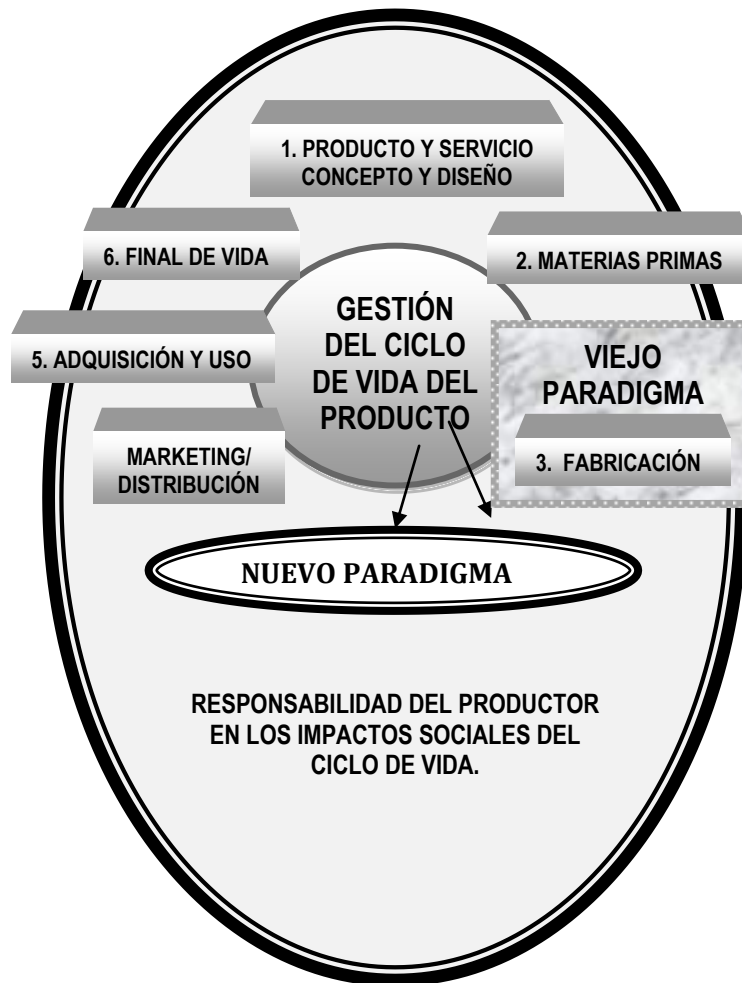 1. PRODUCTO Y SERVICIO
CONCEPTO Y DISEÑO
6. FINAL DE VIDA
2. MATERIAS PRIMAS
GESTIÓN
DEL CICLO
DE VIDA DEL
PRODUCTO
5. ADQUISICIÓN Y USO
VIEJO
PARADIGMA
3. FABRICACIÓN
MARKETING/
DISTRIBUCIÓN
NUEVO PARADIGMA
RESPONSABILIDAD DEL PRODUCTOR
EN LOS IMPACTOS SOCIALES DEL
CICLO DE VIDA.